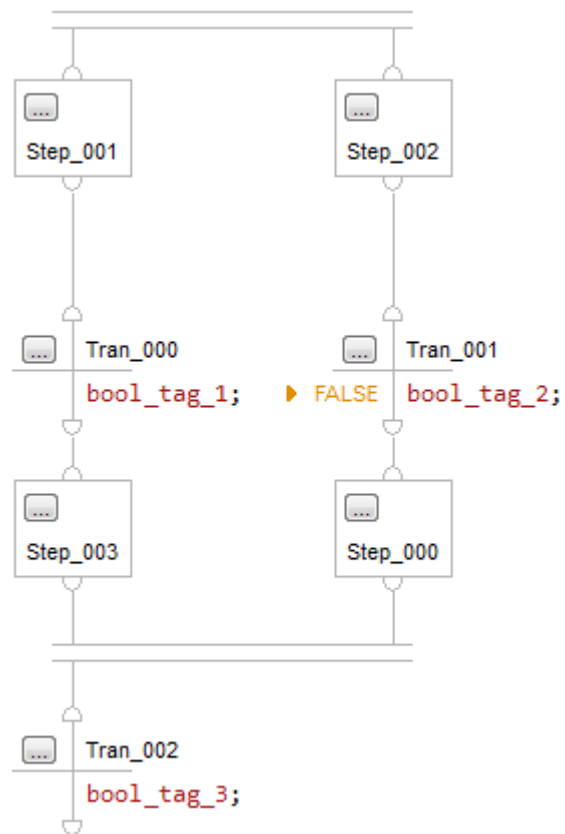 ...
...
Step_001
Step_002
...
Tran_000
...
Tran_001
bool_tag_1;
FALSE
bool_tag_2;
...
...
Step_003
Step_000
...
Tran_002
bool_tag_3;